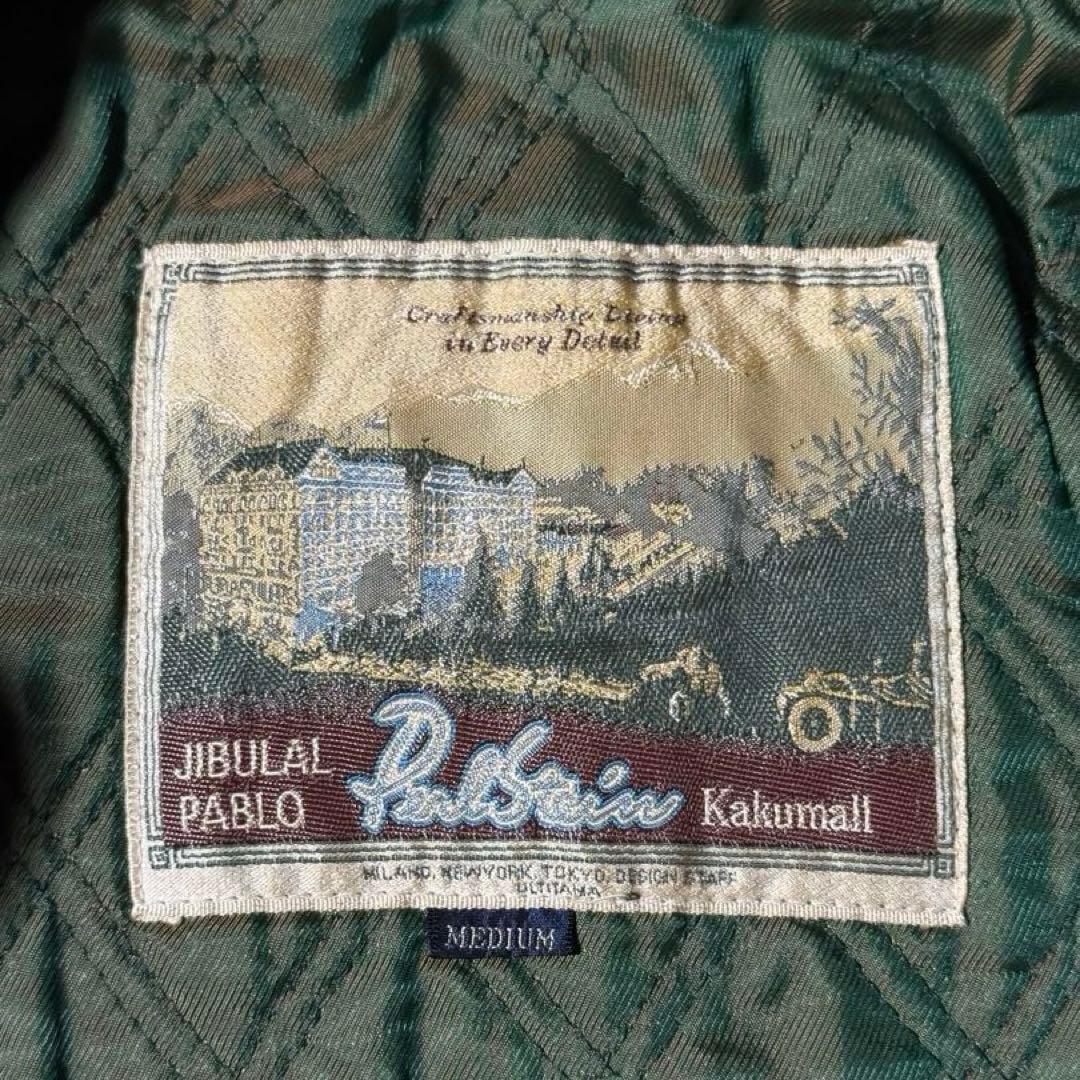 Craftsmanship Living
in Every Detail
JIBULAL
PABLO
Kakumall
MILANO, NEWYORK, TOKYO, DESIGN STAFF
MEDIUM